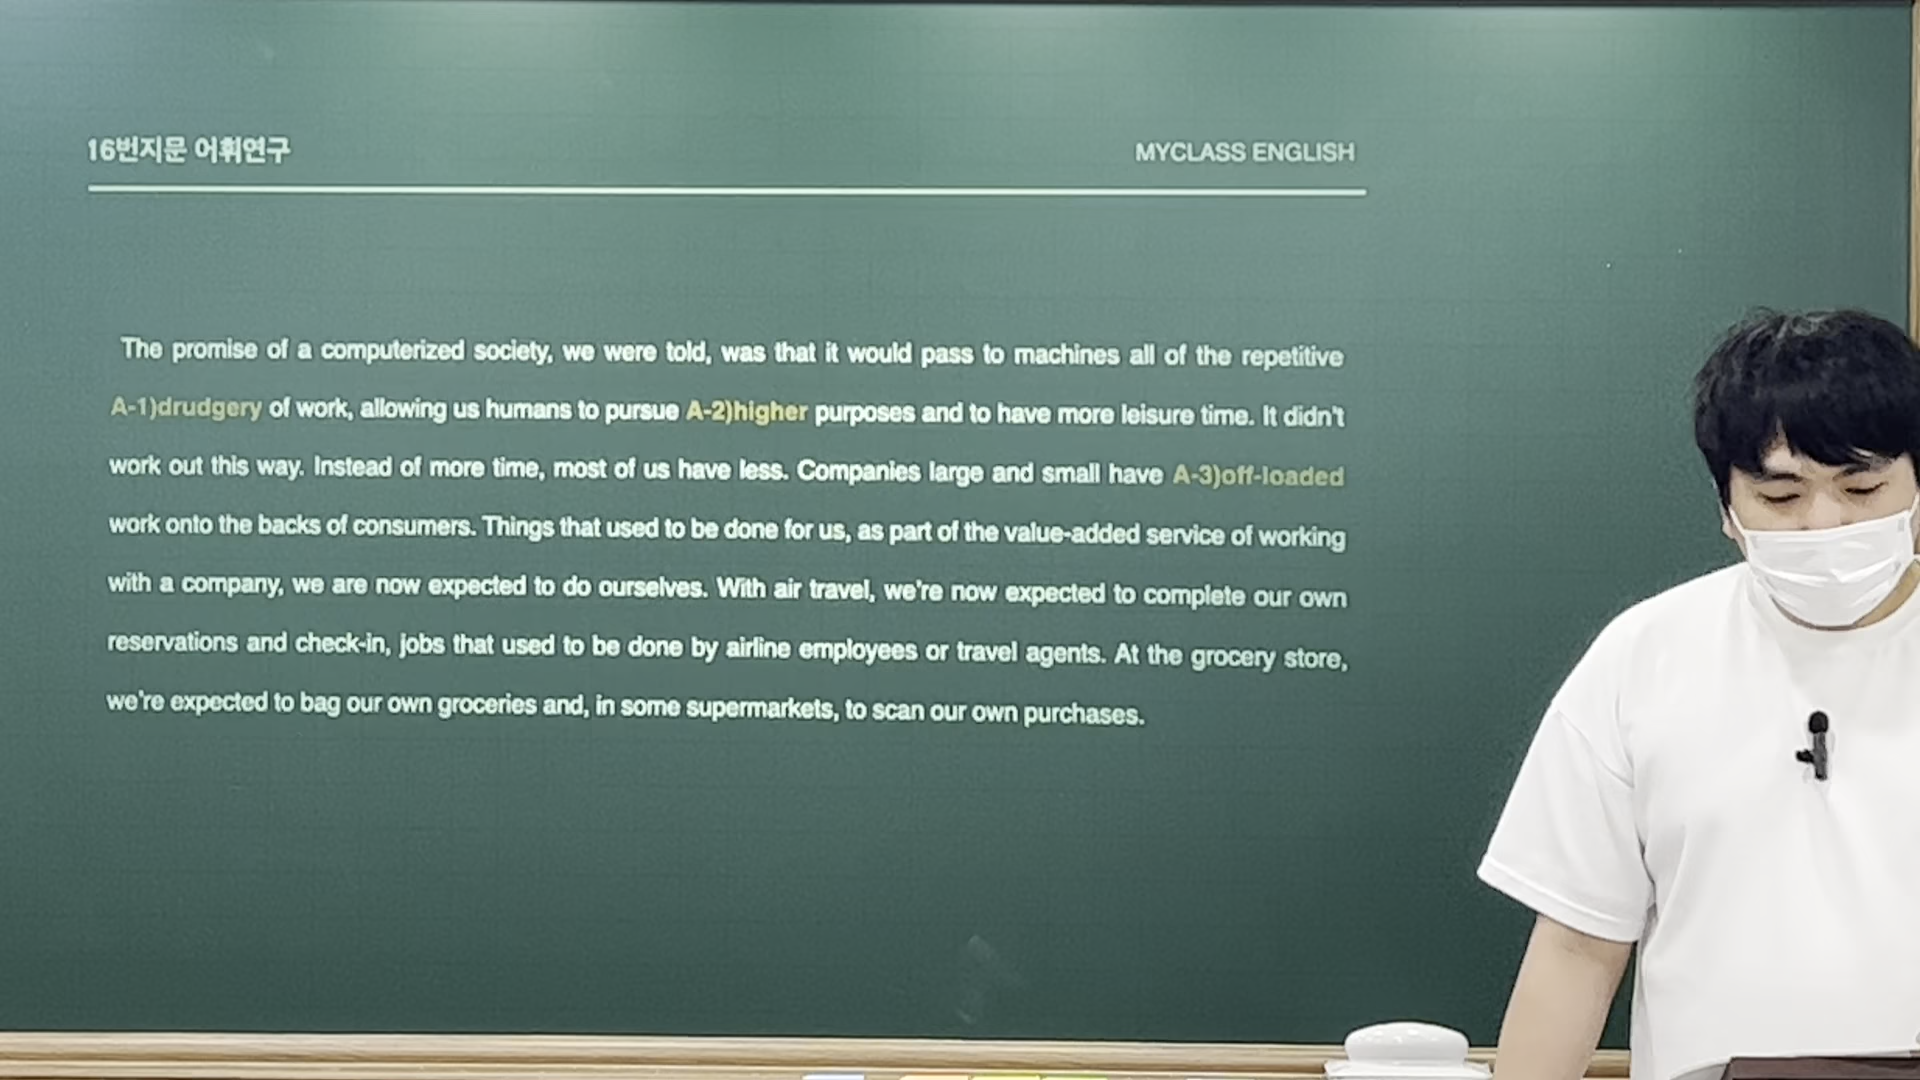 16번지문 어휘연구
MYCLASS ENGLISH
The promise of a computerized society, we were told, was that it would pass to machines all of the repetitive
A-1)drudgery of work, allowing us humans to pursue A-2)higher purposes and to have more leisure time. It didn't
work out this way. Instead of more time, most of us have less. Companies large and small have A-3)off-loaded
work onto the backs of consumers. Things that used to be done for us, as part of the value-added service of working
with a company, we are now expected to do ourselves. With air travel, we're now expected to complete our own
reservations and check-in, jobs that used to be done by airline employees or travel agents. At the grocery store,
we're expected to bag our own groceries and, in some supermarkets, to scan our own purchases.